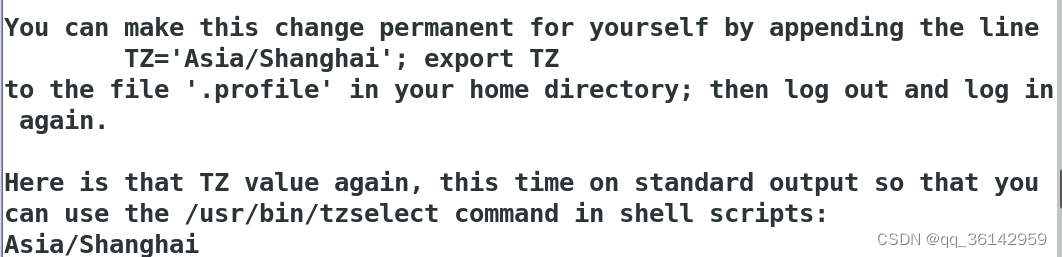 You can make this change permanent for yourself by appending the line
TZ='Asia/Shanghai'; export TZ
to the file '.profile' in your home directory; then log out and log in
again.
Here is that TZ value again, this time on standard output so that you
can use the /usr/bin/tzselect command in shell scripts:
Asia/Shanghai
CSDN @qq_36142959